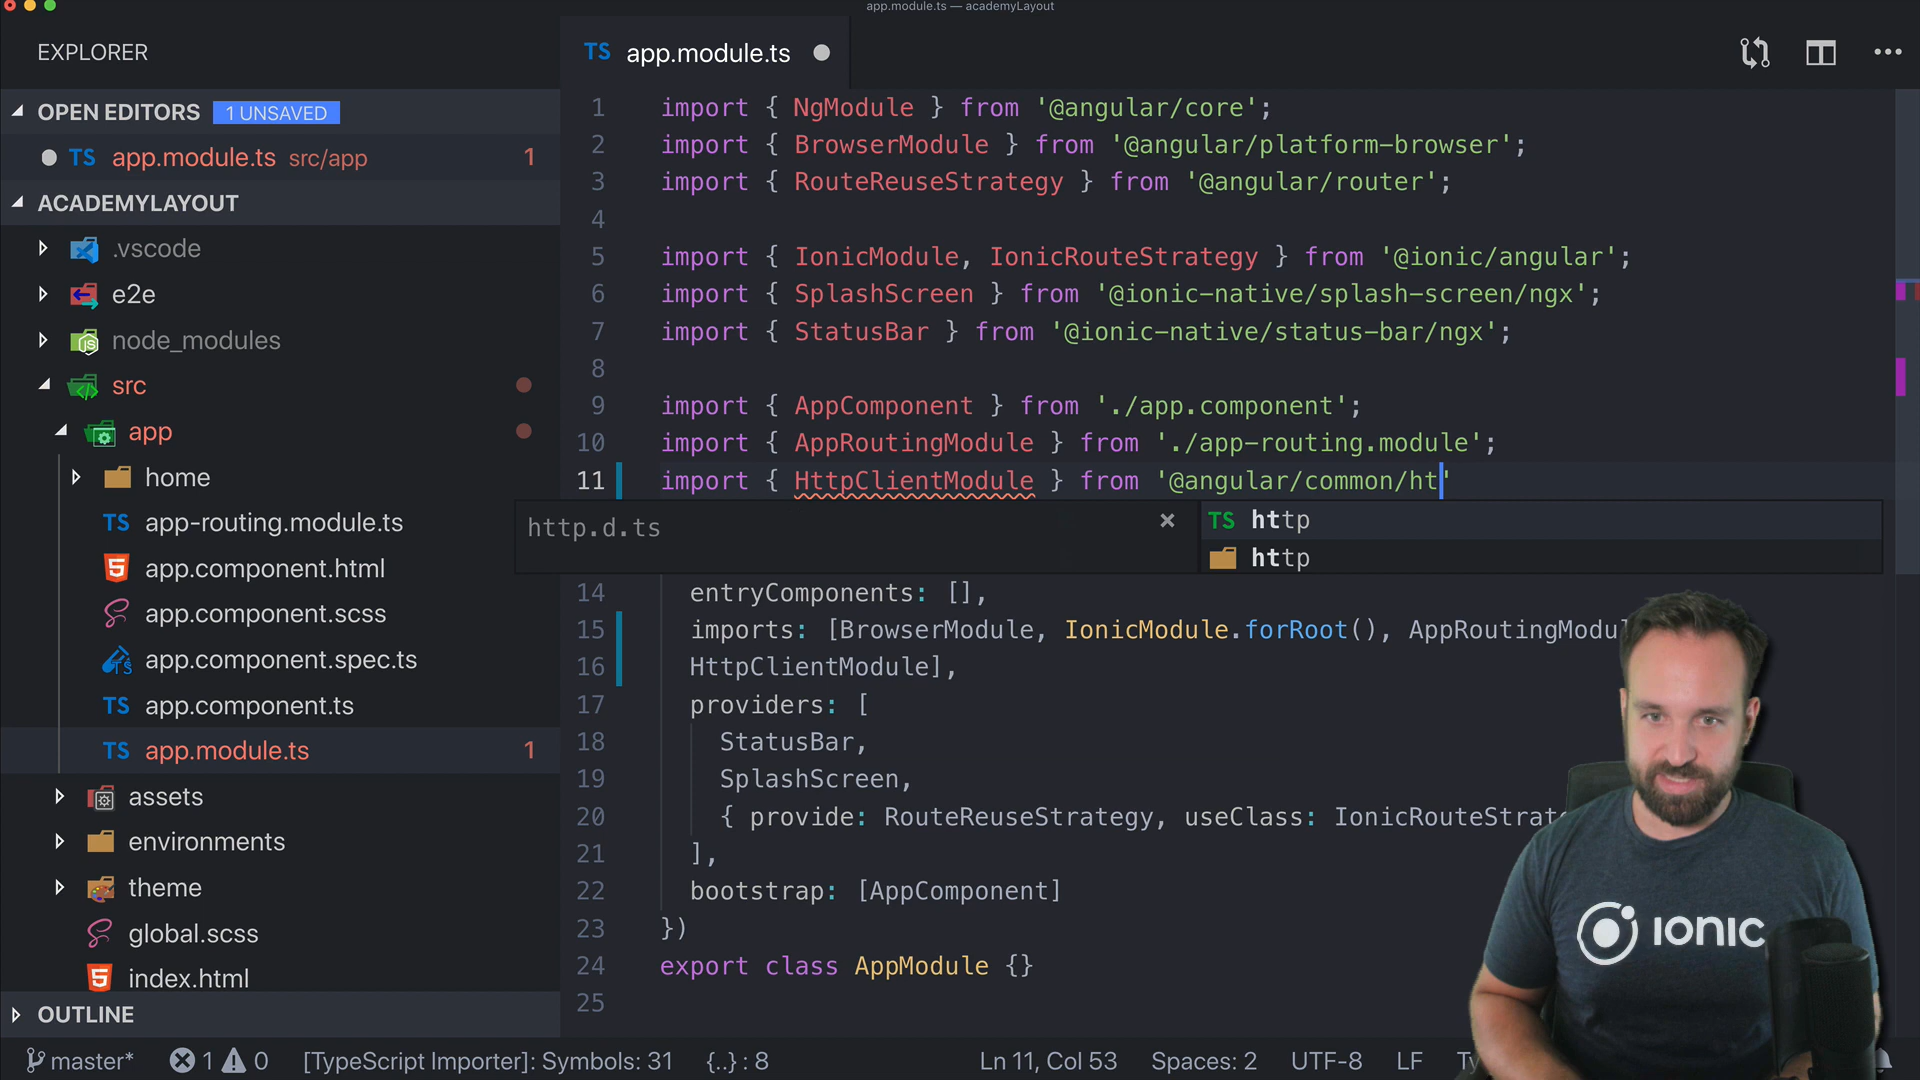 app.module.ts — academyLayout
EXPLORER
OPEN EDITORS 1 UNSAVED
TS app.module.ts src/app 1
ACADEMYLAYOUT
.vscode
e2e
node_modules
src
app
home
TS app-routing.module.ts
app.component.html
app.component.scss
app.component.spec.ts
TS app.component.ts
TS app.module.ts 1
assets
environments
theme
global.scss
index.html
OUTLINE
TS app.module.ts
1 import { NgModule } from '@angular/core';
2 import { BrowserModule } from '@angular/platform-browser';
3 import { RouteReuseStrategy } from '@angular/router';
4
5 import { IonicModule, IonicRouteStrategy } from '@ionic/angular';
6 import { SplashScreen } from '@ionic-native/splash-screen/ngx';
7 import { StatusBar } from '@ionic-native/status-bar/ngx';
8
9 import { AppComponent } from './app.component';
10 import { AppRoutingModule } from './app-routing.module';
11 import { HttpClientModule } from '@angular/common/ht'
http.d.ts
TS http
http
14 entryComponents: [],
15 imports: [BrowserModule, IonicModule.forRoot(), AppRoutingModul
16 HttpClientModule],
17 providers: [
18 StatusBar,
19 SplashScreen,
20 { provide: RouteReuseStrategy, useClass: IonicRouteStrat
21 ],
22 bootstrap: [AppComponent]
23 })
24 export class AppModule {}
25
IONIC
master* 1 0 [TypeScript Importer]: Symbols: 31 {..} : 8 Ln 11, Col 53 Spaces: 2 UTF-8 LF Ty